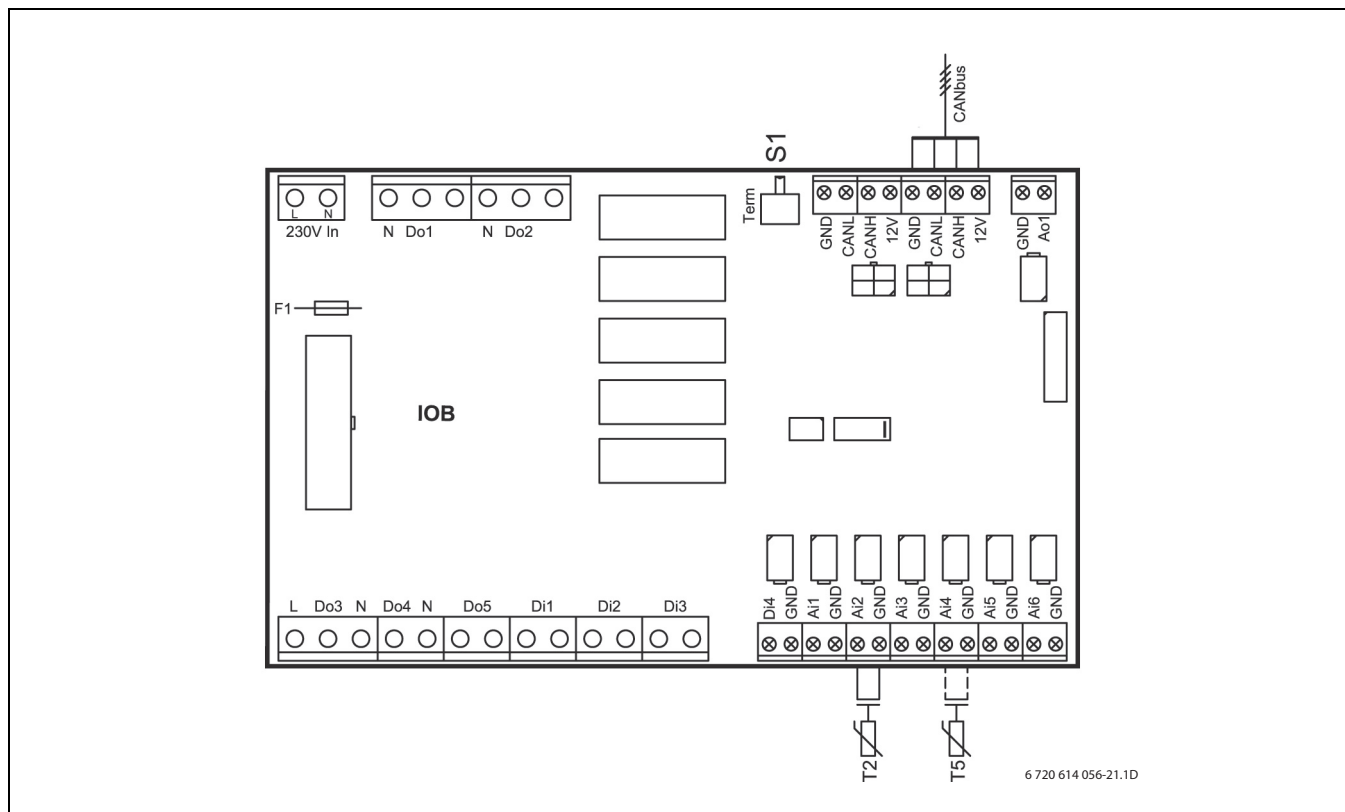 CANbus
S1
Term
GND CANL CANH 12V GND CANL CANH 12V
GND Ao1
L N
230V In
N Do1 N Do2
F1
IOB
L Do3 N Do4 N Do5 Di1 Di2 Di3
Di4 GND Ai1 GND Ai2 GND Ai3 GND Ai4 GND Ai5 GND Ai6 GND
T2 T5
6 720 614 056-21.1D